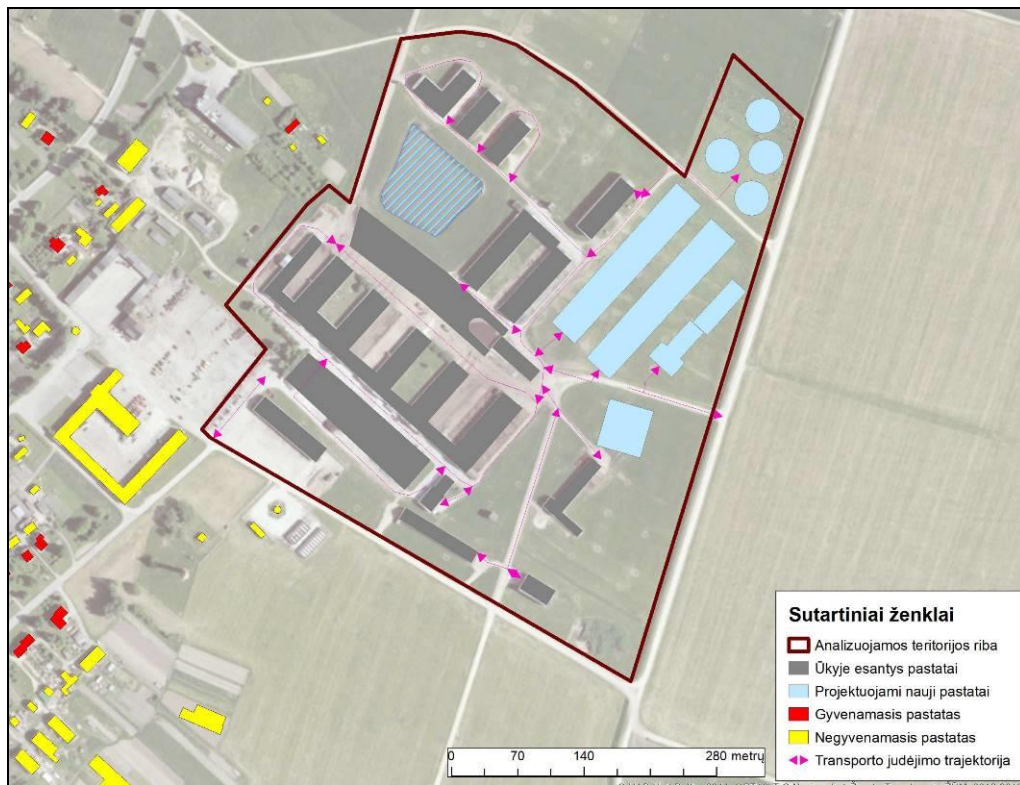 Sutartiniai ženklai
Analizuojamos teritorijos riba
Ūkyje esantys pastatai
Projektuojami nauji pastatai
Gyvenamasis pastatas
Negyvenamasis pastatas
Transporto judėjimo trajektorija
0 70 140 280 metrų